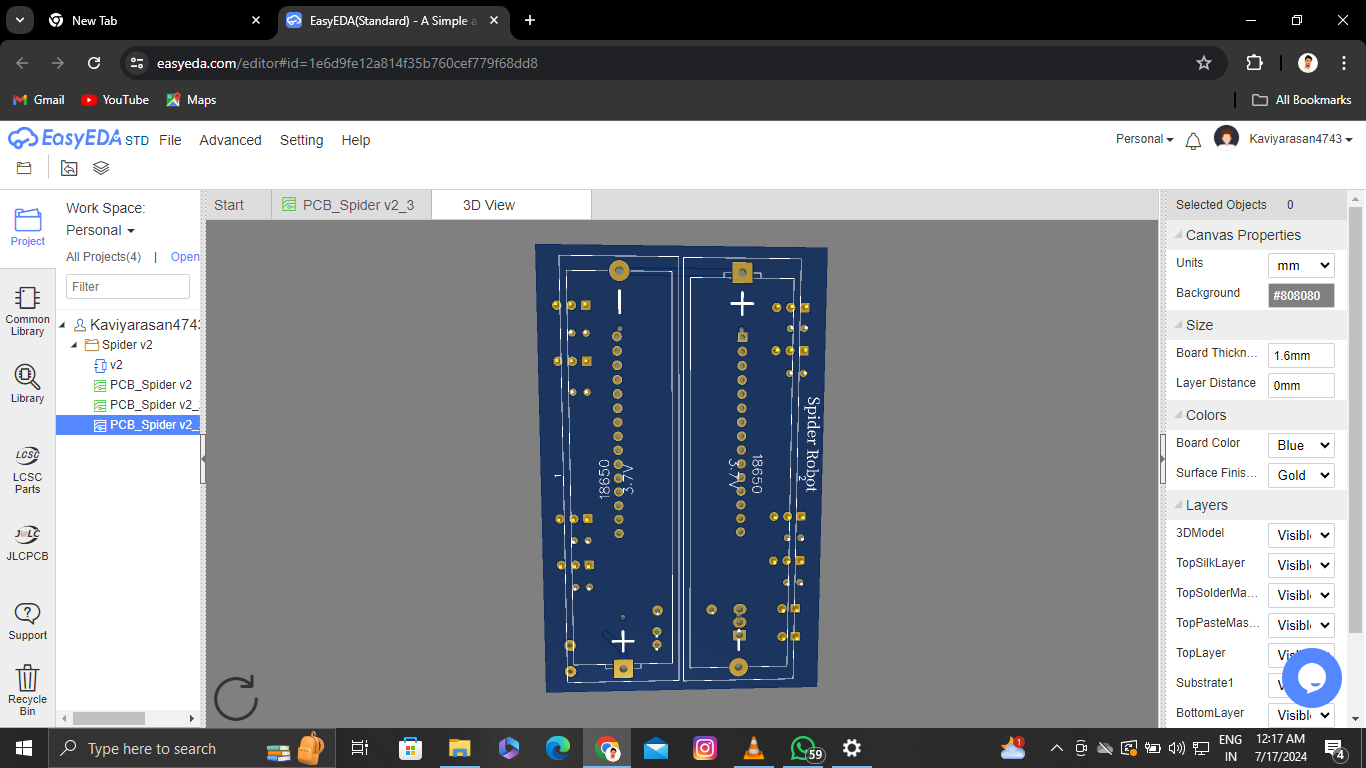 New Tab
EasyEDA(Standard) - A Simple a
easyeda.com/editor#id=1e6d9fe12a814f35b760cef779f68dd8
Gmail
YouTube
Maps
All Bookmarks
EasyEDA STD
File
Advanced
Setting
Help
Personal
Kaviyarasan4743
Project
Common
Library
Library
LCSC
LCSC
Parts
JLC
JLCPCB
Support
Recycle
Bin
Work Space:
Personal
All Projects(4) | Open
Filter
Kaviyarasan4743
Spider v2
v2
PCB_Spider v2
PCB_Spider v2_
PCB_Spider v2_
Start
PCB_Spider v2_3
3D View
18650
3.7V
1
18650
3.7V
2
Spider Robot
Selected Objects 0
Canvas Properties
Units mm
Background #808080
Size
Board Thickn... 1.6mm
Layer Distance 0mm
Colors
Board Color Blue
Surface Finis... Gold
Layers
3DModel Visibl
TopSilkLayer Visibl
TopSolderMa... Visibl
TopPasteMas... Visibl
TopLayer
Substrate1
BottomLayer Visibl
Type here to search
1
59
ENG
IN
12:17 AM
7/17/2024
4